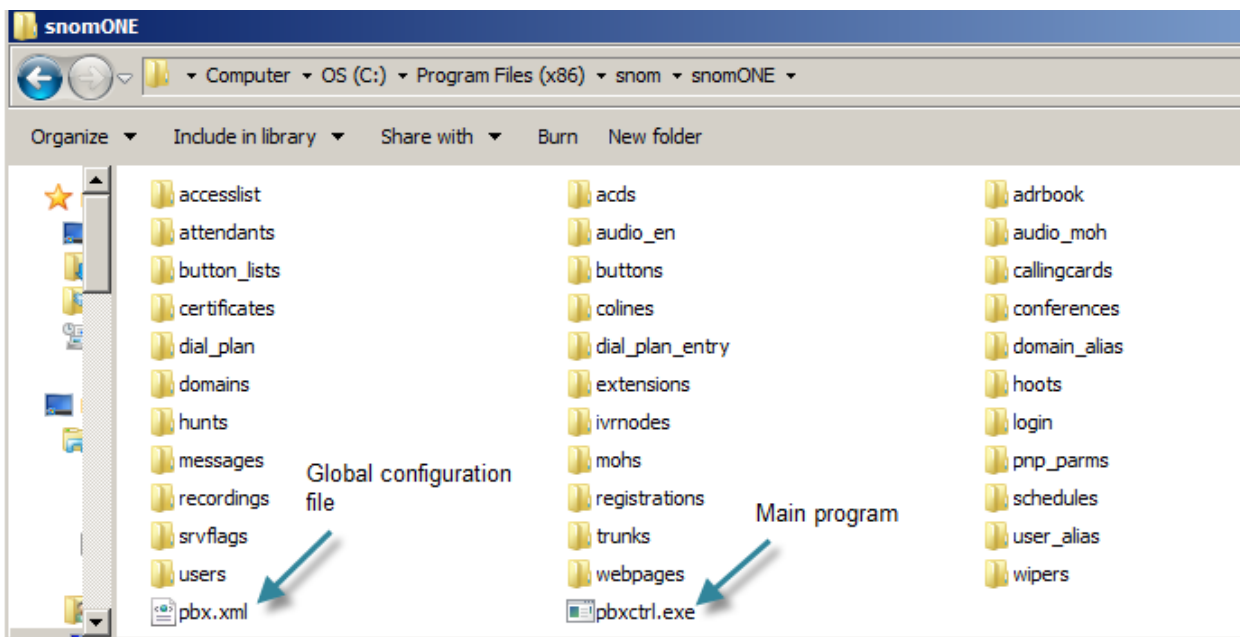 snomONE
Computer OS (C:) Program Files (x86) snom snomONE
Organize Include in library Share with Burn New folder
accesslist acds adrbook
attendants audio_en audio_moh
button_lists buttons callingcards
certificates colines conferences
dial_plan dial_plan_entry domain_alias
domains extensions hoots
hunts ivrnodes login
messages mohs pnp_parms
Global configuration
file
recordings registrations schedules
Main program
srvflags trunks user_alias
users webpages wipers
pbx.xml pbxctrl.exe